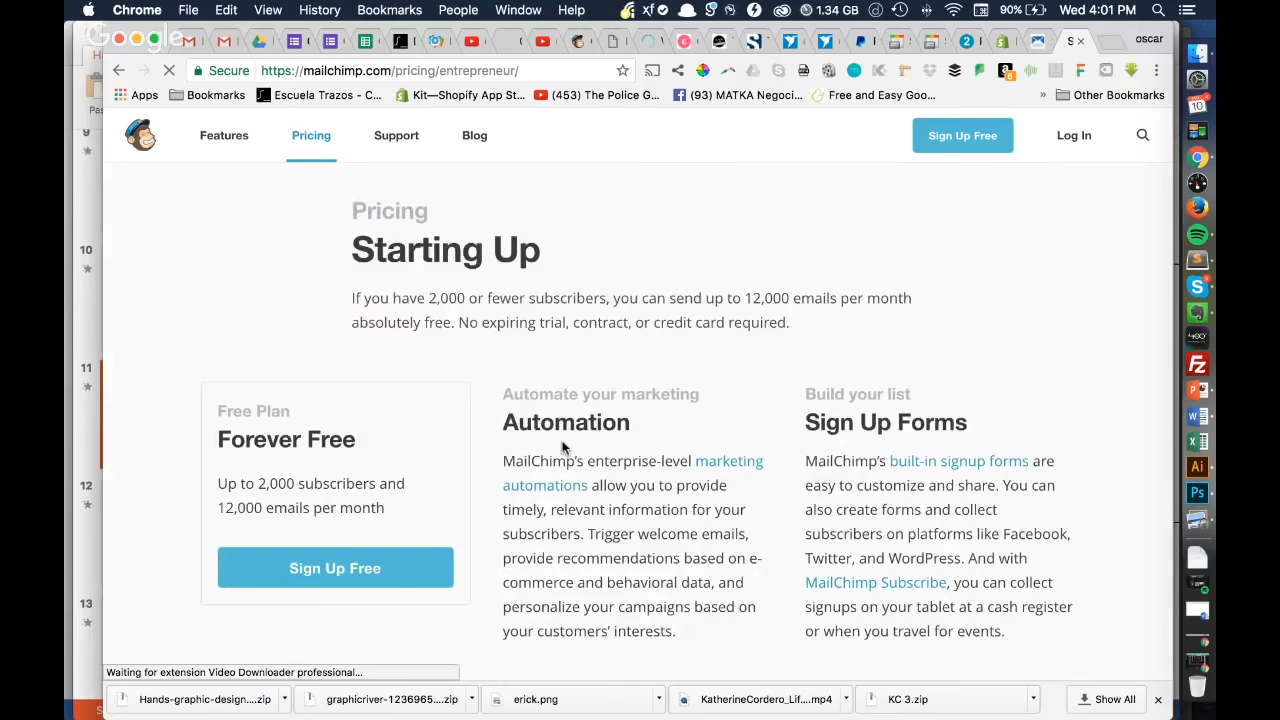 Chrome File Edit View History Bookmarks People Window Help 1.34 GB 90% Wed 4:01 PM
Google
oscar
Secure https://mailchimp.com/pricing/entrepreneur/
Apps Bookmarks Escuela Trazos - C... Kit—Shopify Spot... (453) The Police G... Free and Easy Goo » Other Bookmarks
Features Pricing Support Blog Sign Up Free Log In
Pricing
Starting Up
If you have 2,000 or fewer subscribers, you can send up to 12,000 emails per month
absolutely free. No expiring trial, contract, or credit card required.
Free Plan
Forever Free
Up to 2,000 subscribers and
12,000 emails per month
Sign Up Free
Automate your marketing
Automation
MailChimp's enterprise-level marketing
automations allow you to provide
timely, relevant information for your
subscribers. Trigger welcome emails,
provide recommendations based on e-
commerce and behavioral data, and
personalize your campaigns based on
your customers' interests.
Build your list
Sign Up Forms
MailChimp's built-in signup forms are
easy to customize and share. You can
also create forms and collect
subscribers on platforms like Facebook,
Twitter, and WordPress. And with
MailChimp Subscribe, you can collect
signups on your tablet at a cash register
or when you travel for events.
9
10
11
12
13
Waiting for extension Video Downloader professional...
Hands-graphic-design....zip graphicriver-1236965....zip erick.png KatherineCordero_Lif....mp4 KC 3.zip Show All